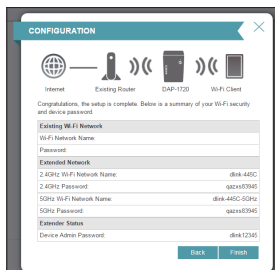 CONFIGURATION
Internet Existing Router DAP-1720 Wi-Fi Client
Congratulations, the setup is complete. Below is a summary of your Wi-Fi security
and device password.
Existing Wi-Fi Network
Wi-Fi Network Name:
Password:
Extended Network
2.4GHz Wi-Fi Network Name: dlink-445C
2.4GHz Password: qazxs83945
5GHz Wi-Fi Network Name: dlink-445C-5GHz
5GHz Password: qazxs83945
Extender Status
Device Admin Password: dlink12345
Back Finish